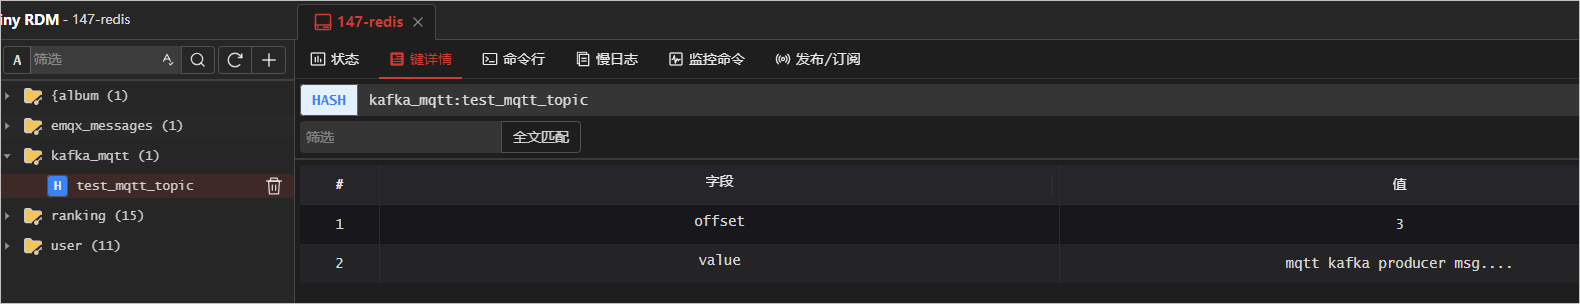 iny RDM - 147-redis
147-redis
A 筛选
状态 键详情 命令行 慢日志 监控命令 发布/订阅
{album (1)
emqx_messages (1)
kafka_mqtt (1)
H test_mqtt_topic
ranking (15)
user (11)
HASH kafka_mqtt:test_mqtt_topic
筛选 全文匹配
# 字段 值
1 offset 3
2 value mqtt kafka producer msg....